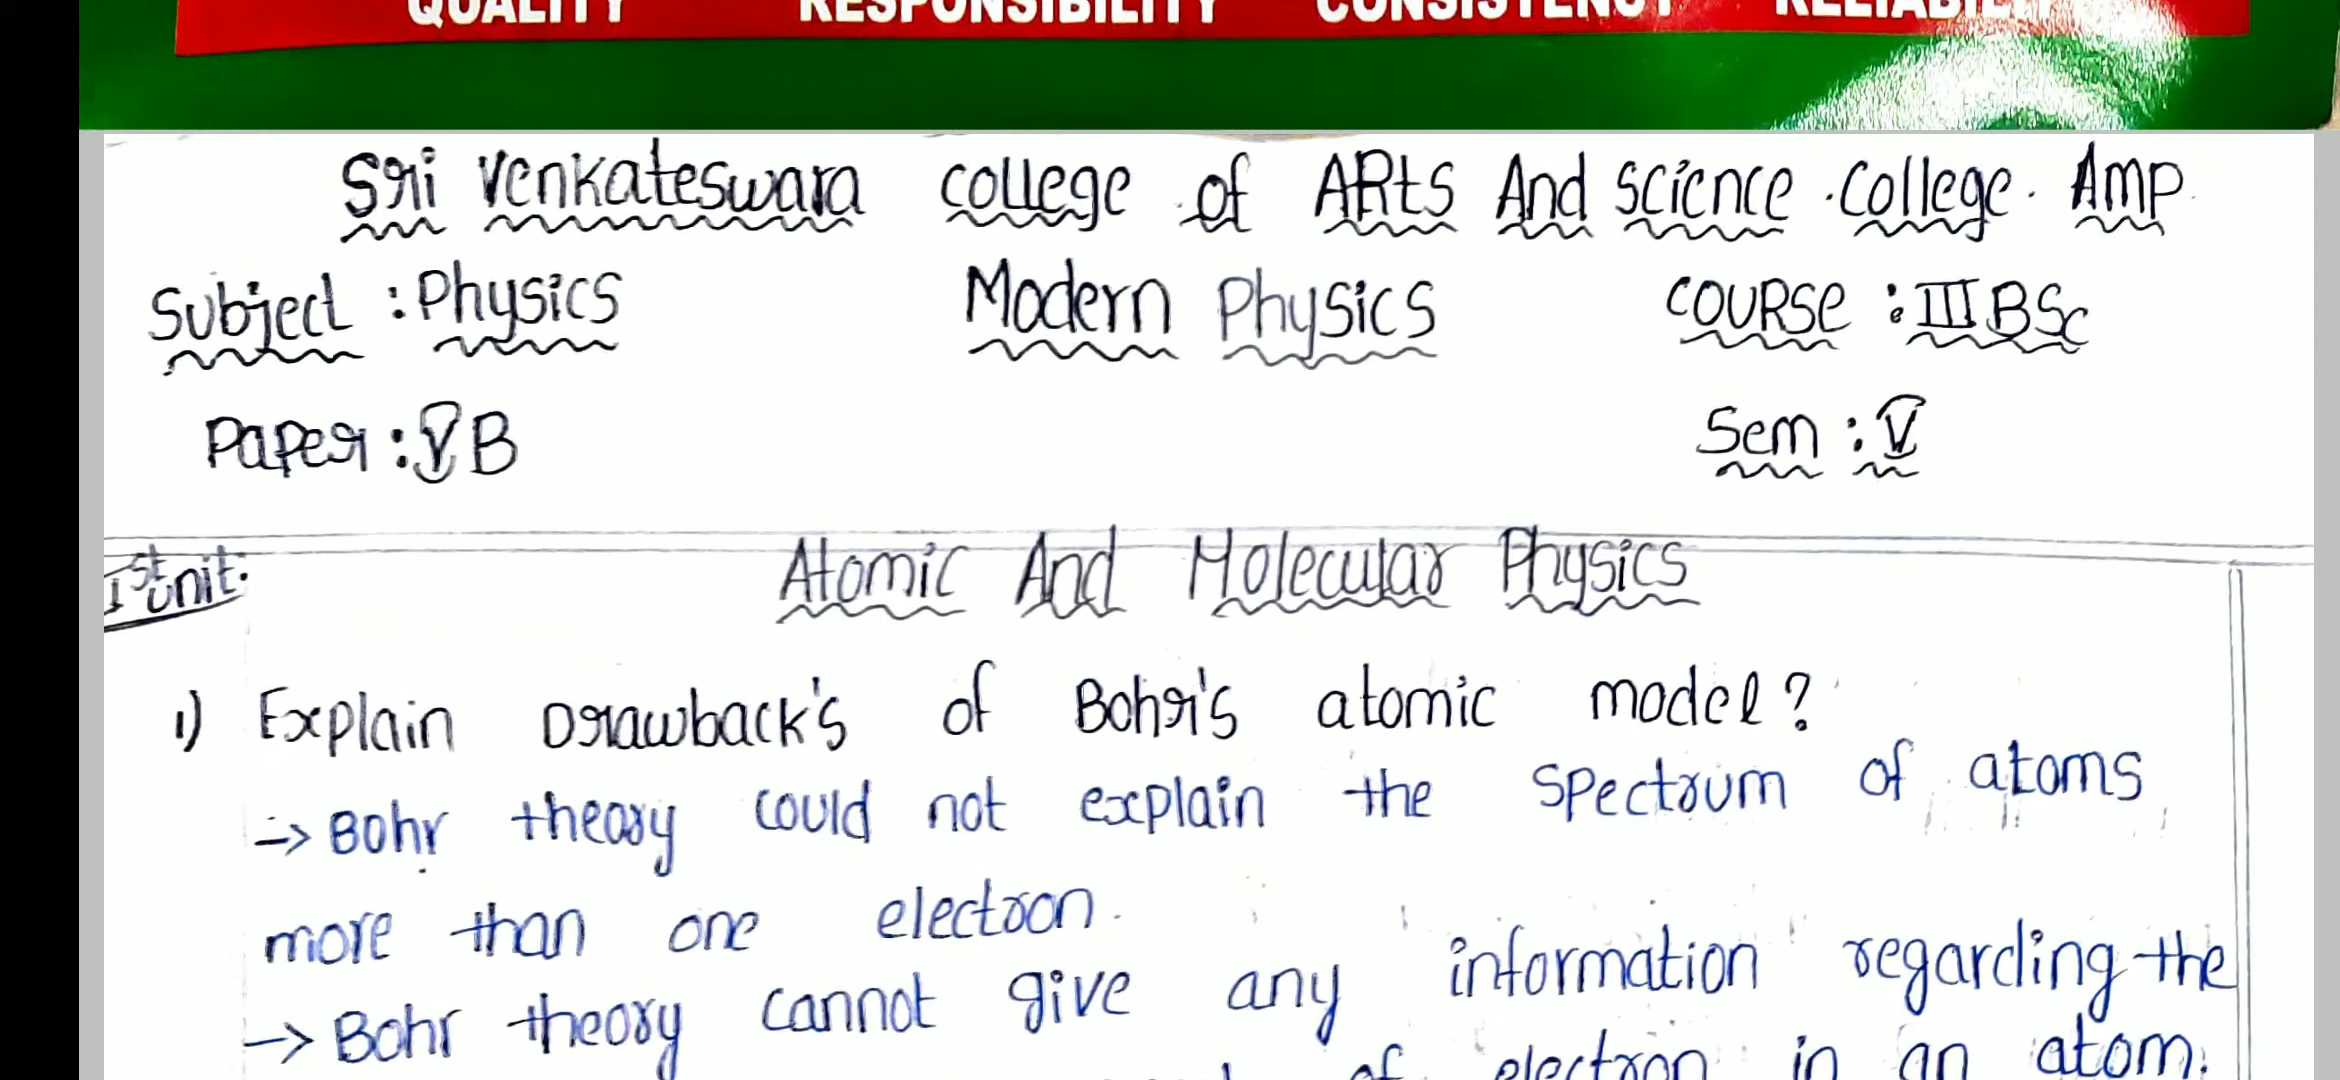 QUALITY RESPONSIBILITY CONSISTENCY RELIABILITY
Sri Venkateswara college of ARts And science . college . Amp
Subject : Physics Modern Physics COURSE : III BSc
Paper : V B Sem : V
1st unit. Atomic And Molecular Physics
1) Explain Drawback's of Bohr's atomic model?
-> Bohr theory could not explain the spectrum of atoms
more than one electron.
-> Bohr theory cannot give any information regarding the
of electron in an atom.